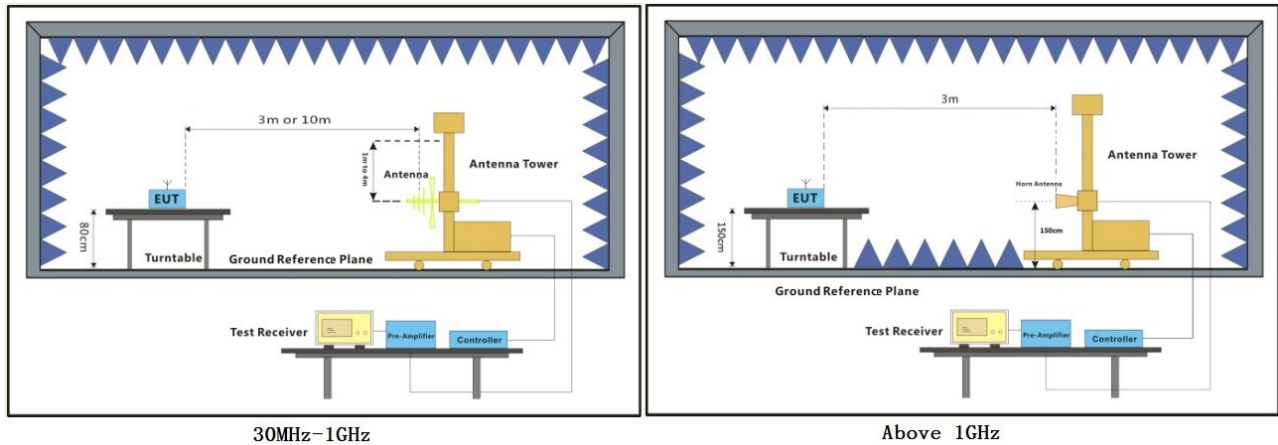 3m or 10m
1m to 4m
Antenna
Antenna Tower
EUT
80cm
Turntable
Ground Reference Plane
Test Receiver
Pre-Amplifier
Controller
30MHz-1GHz
3m
Antenna Tower
Horn Antenna
EUT
150cm
150cm
Turntable
Ground Reference Plane
Test Receiver
Pre-Amplifier
Controller
Above 1GHz